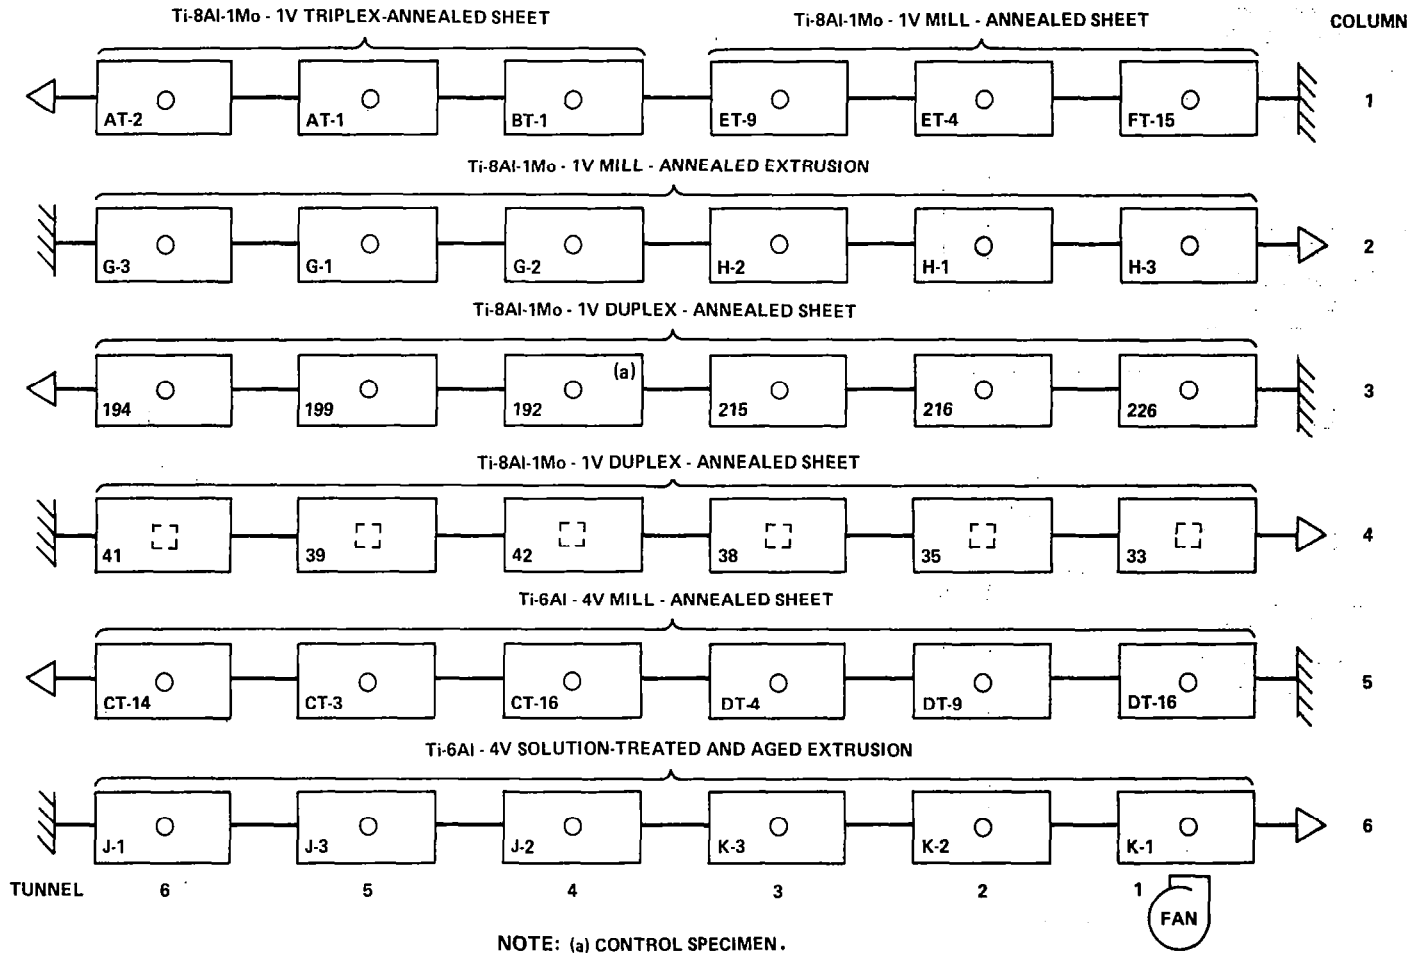 Ti-8Al-1Mo - 1V TRIPLEX-ANNEALED SHEET Ti-8Al-1Mo - 1V MILL - ANNEALED SHEET COLUMN
AT-2 AT-1 BT-1 ET-9 ET-4 FT-15 1
Ti-8Al-1Mo - 1V MILL - ANNEALED EXTRUSION
G-3 G-1 G-2 H-2 H-1 H-3 2
Ti-8Al-1Mo - 1V DUPLEX - ANNEALED SHEET
(a)
194 199 192 215 216 226 3
Ti-8Al-1Mo - 1V DUPLEX - ANNEALED SHEET
41 39 42 38 35 33 4
Ti-6Al - 4V MILL - ANNEALED SHEET
CT-14 CT-3 CT-16 DT-4 DT-9 DT-16 5
Ti-6Al - 4V SOLUTION-TREATED AND AGED EXTRUSION
J-1 J-3 J-2 K-3 K-2 K-1 6
TUNNEL 6 5 4 3 2 1
FAN
NOTE: (a) CONTROL SPECIMEN.